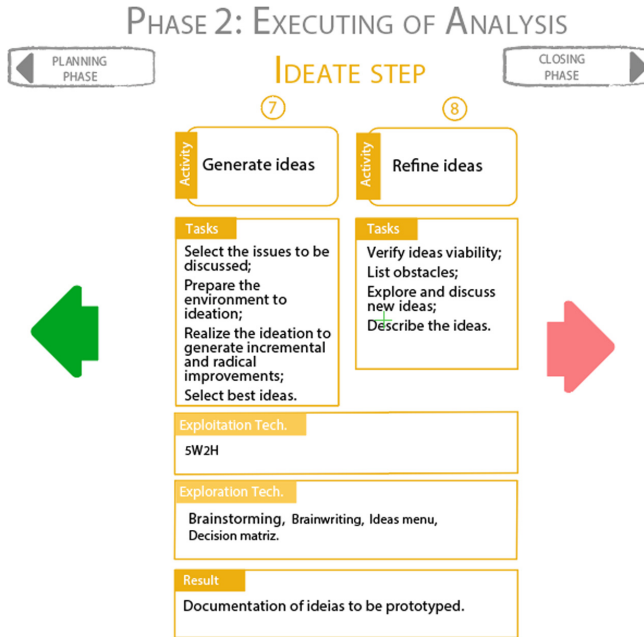 PHASE 2: EXECUTING OF ANALYSIS
PLANNING
PHASE
IDEATE STEP
CLOSING
PHASE
7
8
Activity
Generate ideas
Activity
Refine ideas
Tasks
Select the issues to be
discussed;
Prepare the
environment to
ideation;
Realize the ideation to
generate incremental
and radical
improvements;
Select best ideas.
Tasks
Verify ideas viability;
List obstacles;
Explore and discuss
new ideas;
Describe the ideas.
Exploitation Tech.
5W2H
Exploration Tech.
Brainstorming, Brainwriting, Ideas menu,
Decision matriz.
Result
Documentation of ideias to be prototyped.